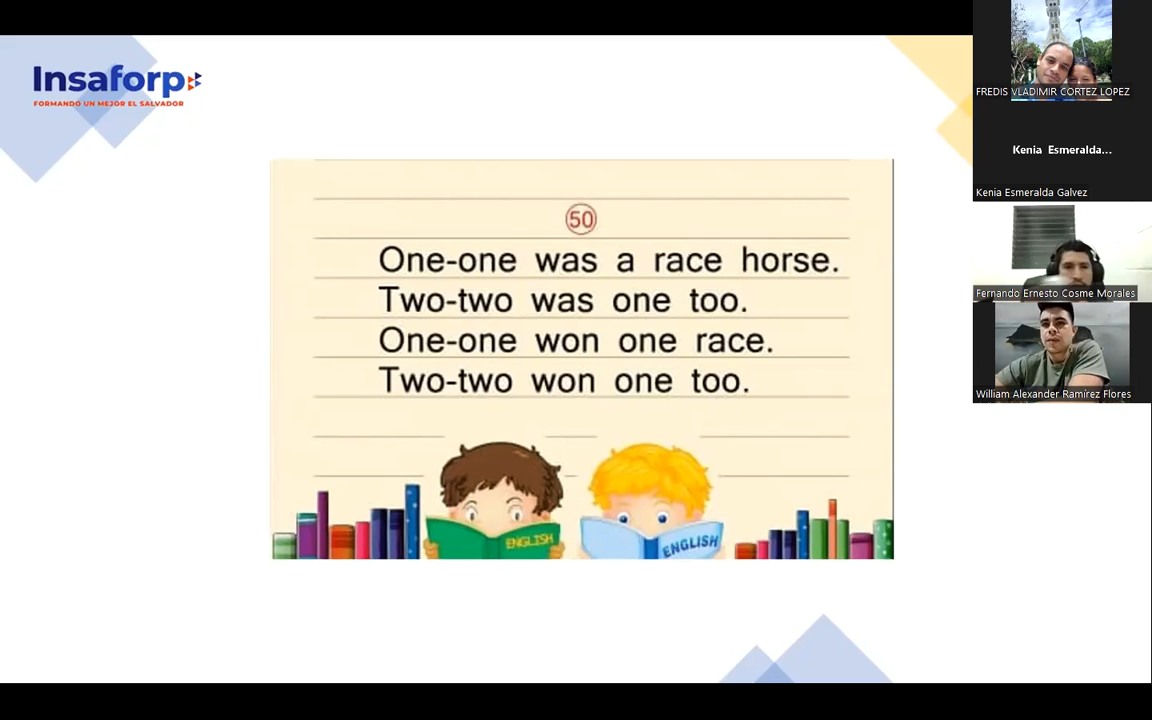 Insaforp
FORMANDO UN MEJOR EL SALVADOR
50
One-one was a race horse.
Two-two was one too.
One-one won one race.
Two-two won one too.
ENGLISH
ENGLISH
FREDIS VLADIMIR CORTEZ LOPEZ
Kenia Esmeralda...
Kenia Esmeralda Galvez
Fernando Ernesto Cosme Morales
William Alexander Ramirez Flores